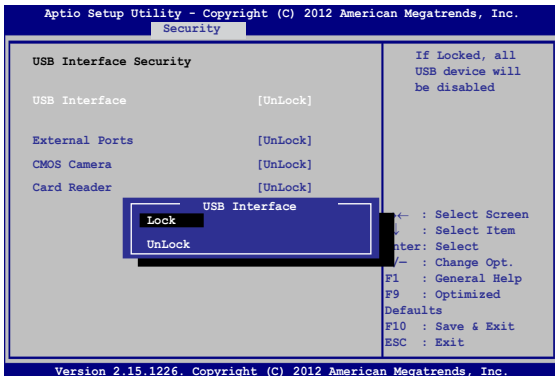 Aptio Setup Utility - Copyright (C) 2012 American Megatrends, Inc.
Security
USB Interface Security
USB Interface [UnLock]
External Ports [UnLock]
CMOS Camera [UnLock]
Card Reader [UnLock]
USB Interface
Lock
UnLock
If Locked, all
USB device will
be disabled
← : Select Screen
↓ : Select Item
nter: Select
/— : Change Opt.
F1 : General Help
F9 : Optimized
Defaults
F10 : Save & Exit
ESC : Exit
Version 2.15.1226. Copyright (C) 2012 American Megatrends, Inc.